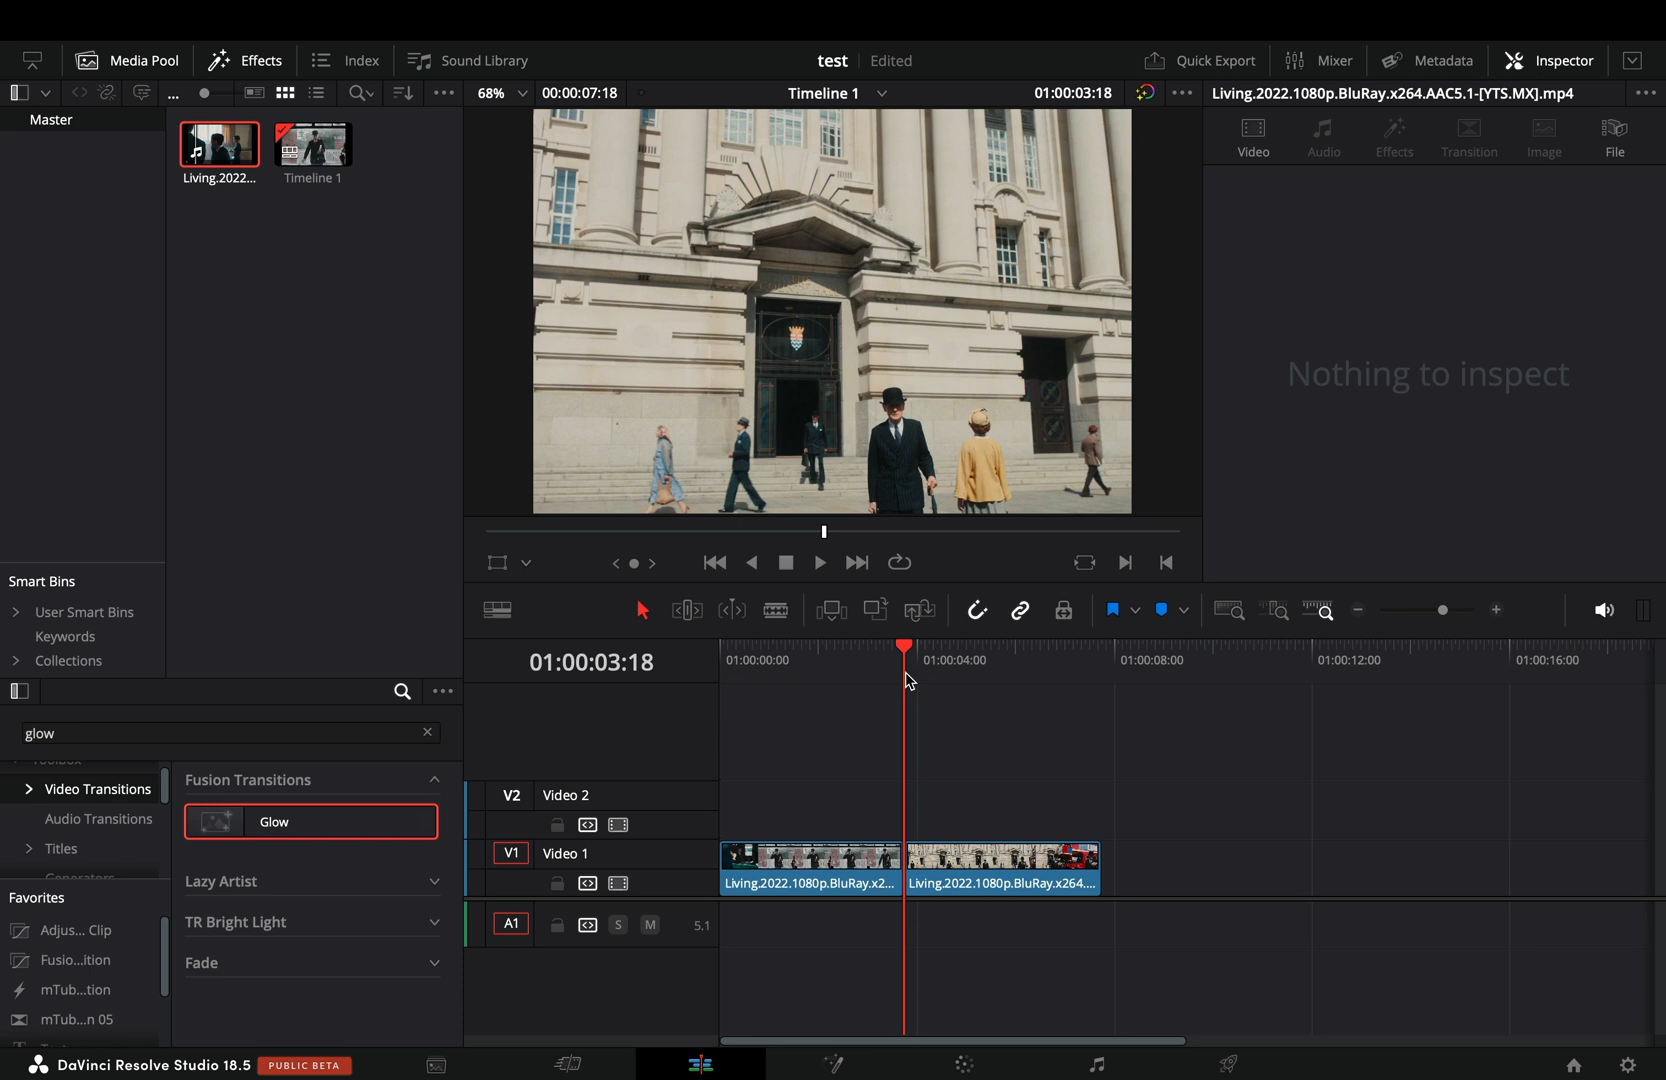 Media Pool
Effects
Index
Sound Library
test
Edited
Quick Export
Mixer
Metadata
Inspector
68%
00:00:07:18
Timeline 1
01:00:03:18
Living.2022.1080p.BluRay.x264.AAC5.1-[YTS.MX].mp4
Master
Living.2022...
Timeline 1
Video
Audio
Effects
Transition
Image
File
Nothing to inspect
Smart Bins
User Smart Bins
Keywords
Collections
01:00:03:18
01:00:00:00
01:00:04:00
01:00:08:00
01:00:12:00
01:00:16:00
glow
Toolbox
Video Transitions
Audio Transitions
Titles
Generators
Fusion Transitions
Glow
Lazy Artist
TR Bright Light
Fade
V2
Video 2
V1
Video 1
Living.2022.1080p.BluRay.x2...
Living.2022.1080p.BluRay.x264....
A1
S
M
5.1
Favorites
Adjus... Clip
Fusio...ition
mTub...tion
mTub...n 05
DaVinci Resolve Studio 18.5
PUBLIC BETA